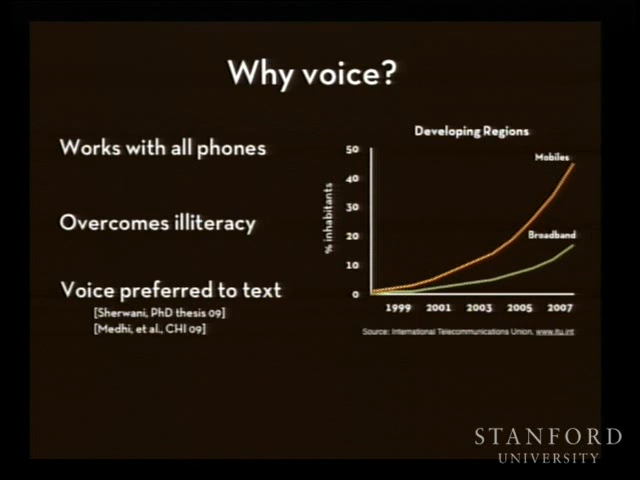 Why voice?
Works with all phones
Overcomes illiteracy
Voice preferred to text
[Sherwani, PhD thesis 09]
[Medhi, et al., CHI 09]
Developing Regions
% inhabitants
50
40
30
20
10
0
Mobiles
Broadband
1999 2001 2003 2005 2007
Source: International Telecommunications Union, www.itu.int
STANFORD
UNIVERSITY